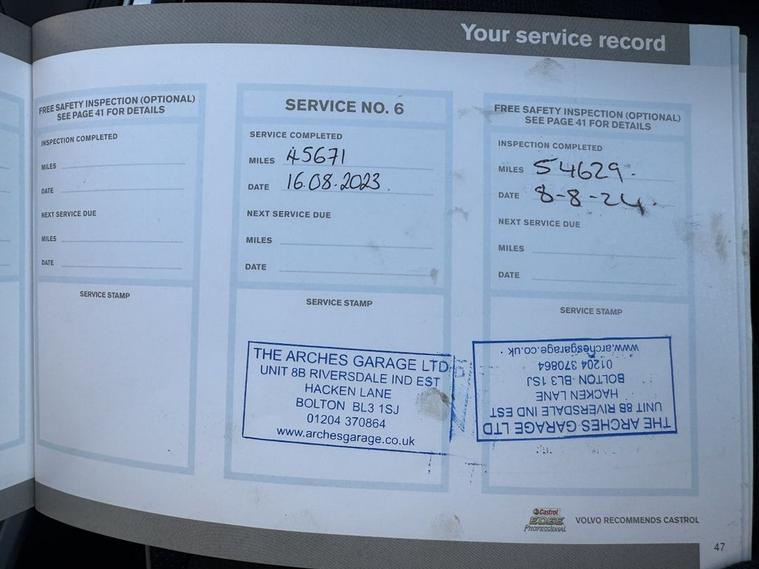 Your service record
FREE SAFETY INSPECTION (OPTIONAL)
SEE PAGE 41 FOR DETAILS
INSPECTION COMPLETED
MILES
DATE
NEXT SERVICE DUE
MILES
DATE
SERVICE STAMP
SERVICE NO. 6
SERVICE COMPLETED
MILES 45671
DATE 16.08.2023.
NEXT SERVICE DUE
MILES
DATE
SERVICE STAMP
THE ARCHES GARAGE LTD
UNIT 8B RIVERSDALE IND EST
HACKEN LANE
BOLTON BL3 1SJ
01204 370864
www.archesgarage.co.uk
FREE SAFETY INSPECTION (OPTIONAL)
SEE PAGE 41 FOR DETAILS
INSPECTION COMPLETED
MILES 54629.
DATE 8-8-24.
NEXT SERVICE DUE
MILES
DATE
SERVICE STAMP
THE ARCHES GARAGE LTD
UNIT 8B RIVERSDALE IND EST
HACKEN LANE
BOLTON BL3 1SJ
01204 370864
www.archesgarage.co.uk
Castrol
EDGE
PROFESSIONAL
VOLVO RECOMMENDS CASTROL
47